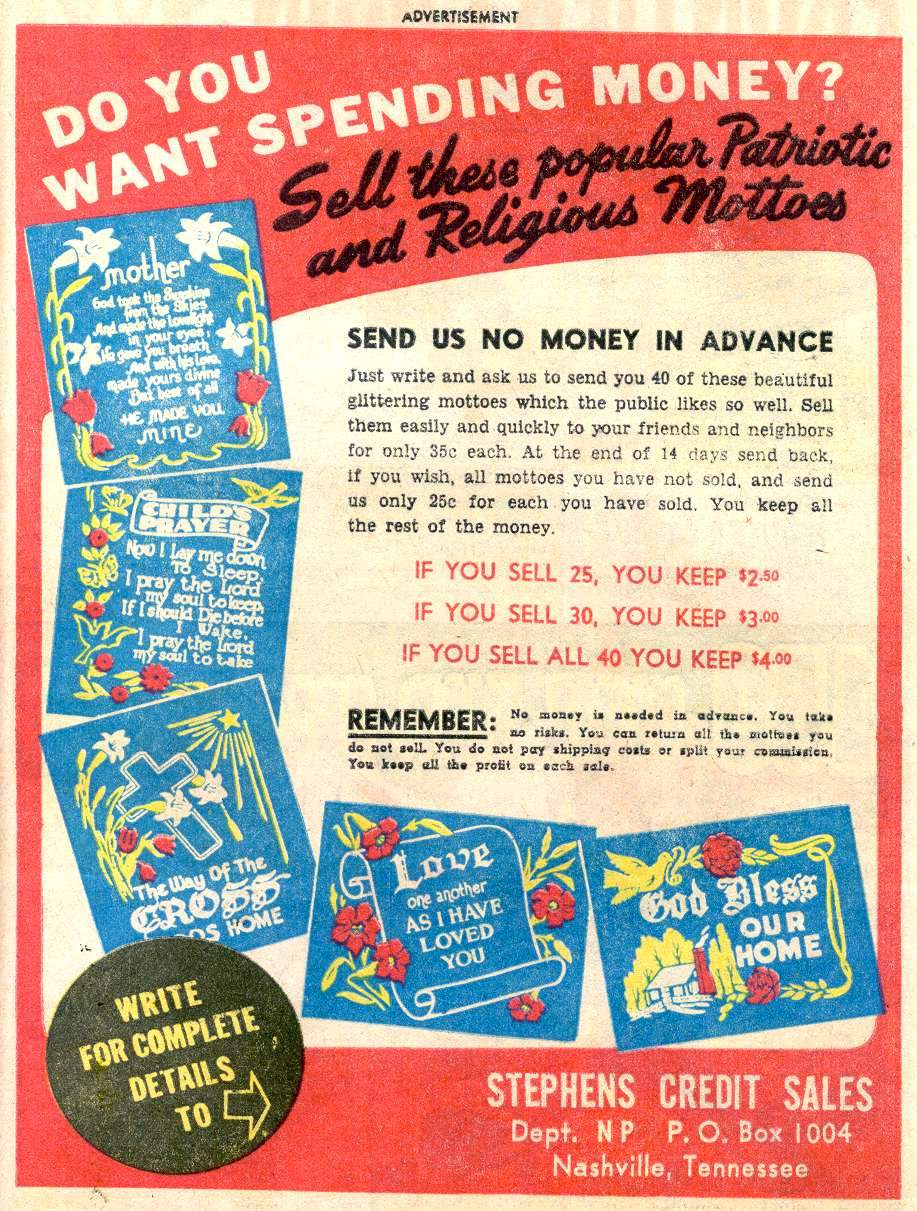 ADVERTISEMENT
DO YOU
WANT SPENDING MONEY?
Sell these popular Patriotic
and Religious Mottoes
mother
God took the Sunshine
from the Skies
And made the Lovelight
in your eyes,
He gave you breath
And with his Love,
made yours divine
But best of all
HE MADE YOU
MINE
SEND US NO MONEY IN ADVANCE
Just write and ask us to send you 40 of these beautiful
glittering mottoes which the public likes so well. Sell
them easily and quickly to your friends and neighbors
for only 35c each. At the end of 14 days send back,
if you wish, all mottoes you have not sold, and send
us only 25c for each you have sold. You keep all
the rest of the money.
CHILD'S
PRAYER
Now I Lay me down
To Sleep,
I pray the Lord
my soul to keep;
If I should Die before
I Wake,
I pray the Lord
my soul to take
IF YOU SELL 25, YOU KEEP $2.50
IF YOU SELL 30, YOU KEEP $3.00
IF YOU SELL ALL 40 YOU KEEP $4.00
REMEMBER: No money is needed in advance. You take
no risks. You can return all the mottoes you
do not sell. You do not pay shipping costs or split your commission.
You keep all the profit on each sale.
The Way Of The
CROSS
HOME
Love
one another
AS I HAVE
LOVED
YOU
God Bless
OUR
HOME
WRITE
FOR COMPLETE
DETAILS
TO
STEPHENS CREDIT SALES
Dept. NP P. O. Box 1004
Nashville, Tennessee